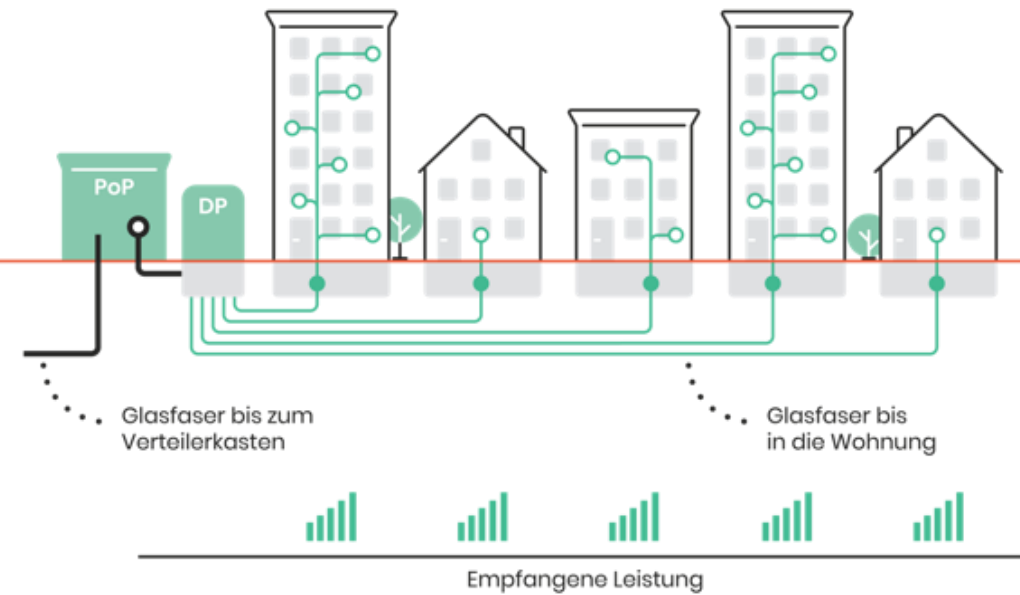 PoP
DP
Glasfaser bis zum
Verteilerkasten
Glasfaser bis
in die Wohnung
Empfangene Leistung